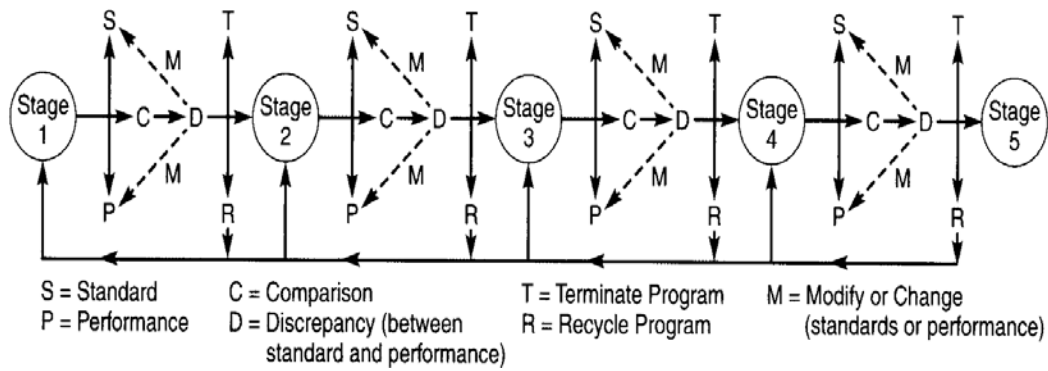 S T S T S T S T
M M M M
Stage 1 C D Stage 2 C D Stage 3 C D Stage 4 C D Stage 5
M M M M
P R P R P R P R
S = Standard C = Comparison T = Terminate Program M = Modify or Change
P = Performance D = Discrepancy (between R = Recycle Program (standards or performance)
standard and performance)